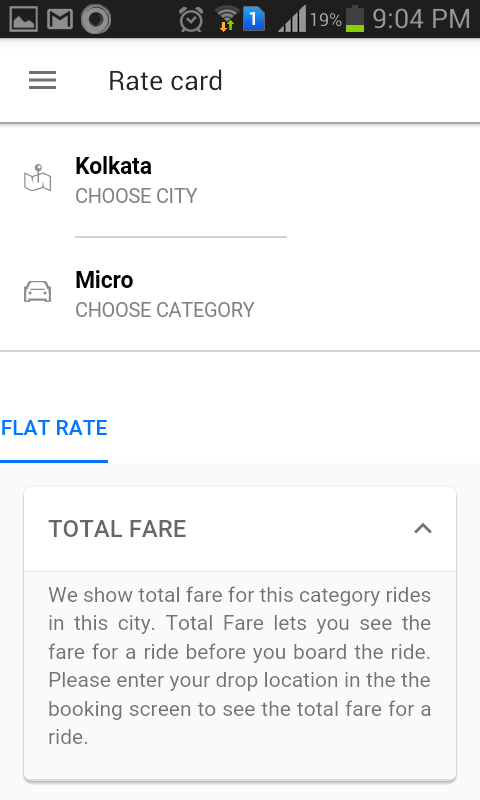 1 19% 9:04 PM
Rate card
Kolkata
CHOOSE CITY
Micro
CHOOSE CATEGORY
FLAT RATE
TOTAL FARE
We show total fare for this category rides
in this city. Total Fare lets you see the
fare for a ride before you board the ride.
Please enter your drop location in the the
booking screen to see the total fare for a
ride.